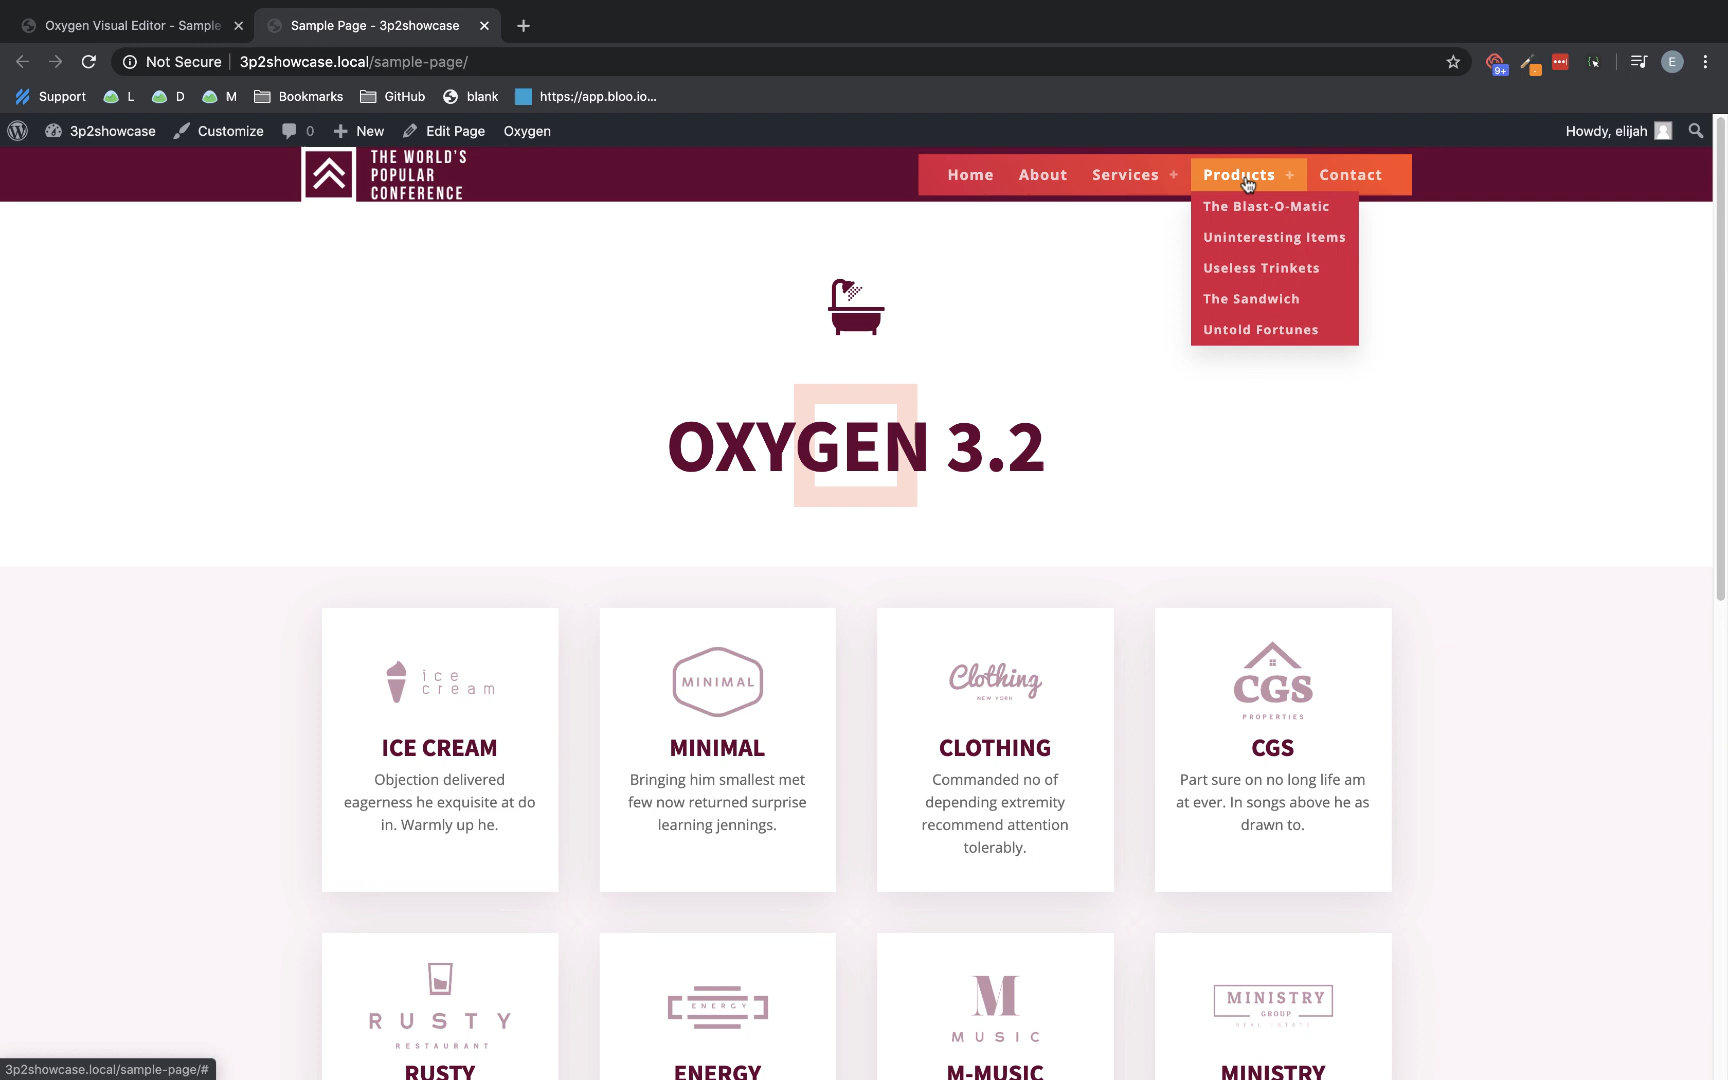 Oxygen Visual Editor - Sample
Sample Page - 3p2showcase
Not Secure
3p2showcase.local/sample-page/
9+
E
Support
L
D
M
Bookmarks
GitHub
blank
https://app.bloo.io...
3p2showcase
Customize
0
New
Edit Page
Oxygen
Howdy, elijah
THE WORLD'S
POPULAR
CONFERENCE
Home
About
Services +
Products +
Contact
The Blast-O-Matic
Uninteresting Items
Useless Trinkets
The Sandwich
Untold Fortunes
OXYGEN 3.2
ice
cream
ICE CREAM
Objection delivered
eagerness he exquisite at do
in. Warmly up he.
MINIMAL
MINIMAL
Bringing him smallest met
few now returned surprise
learning jennings.
Clothing
NEW YORK
CLOTHING
Commanded no of
depending extremity
recommend attention
tolerably.
CGS
PROPERTIES
CGS
Part sure on no long life am
at ever. In songs above he as
drawn to.
RUSTY
RESTAURANT
RUSTY
ENERGY
ENERGY
M
MUSIC
M-MUSIC
MINISTRY
GROUP
REAL ESTATE
MINISTRY
3p2showcase.local/sample-page/#